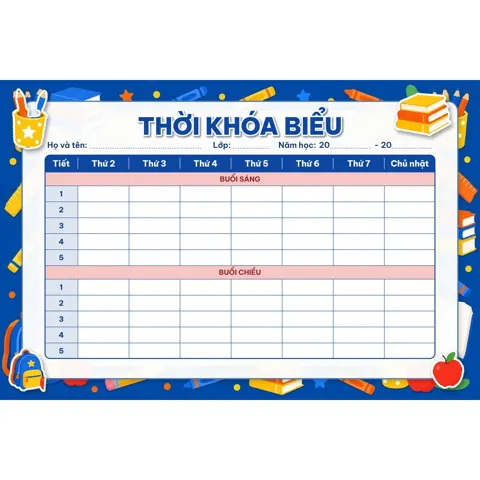 THỜI KHÓA BIỂU
Họ và tên: Lớp: Năm học: 20 - 20
Tiết Thứ 2 Thứ 3 Thứ 4 Thứ 5 Thứ 6 Thứ 7 Chủ nhật
BUỔI SÁNG
1
2
3
4
5
BUỔI CHIỀU
1
2
3
4
5